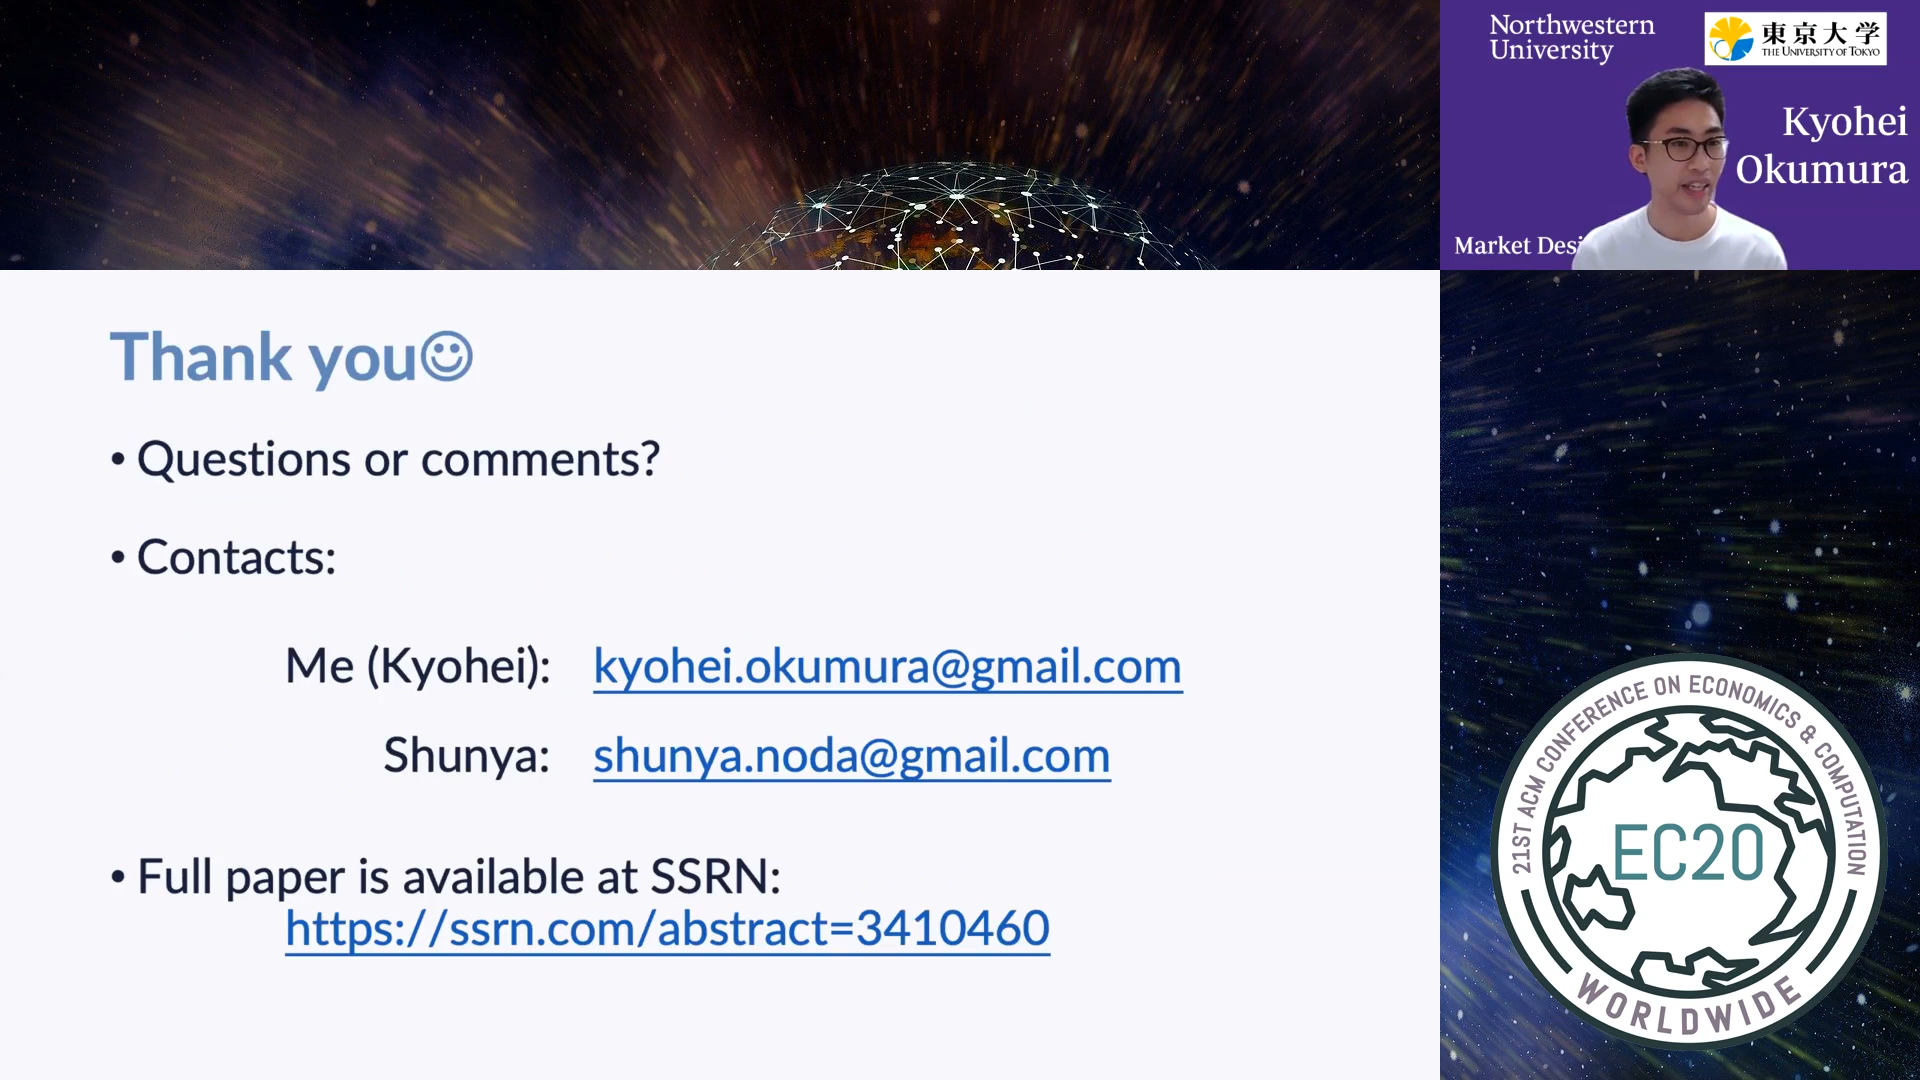 Northwestern
University
東京大学
THE UNIVERSITY OF TOKYO
Kyohei
Okumura
Market Desi
Thank you☺
• Questions or comments?
• Contacts:
Me (Kyohei): kyohei.okumura@gmail.com
Shunya: shunya.noda@gmail.com
• Full paper is available at SSRN:
https://ssrn.com/abstract=3410460
21ST ACM CONFERENCE ON ECONOMICS & COMPUTATION
EC20
WORLDWIDE